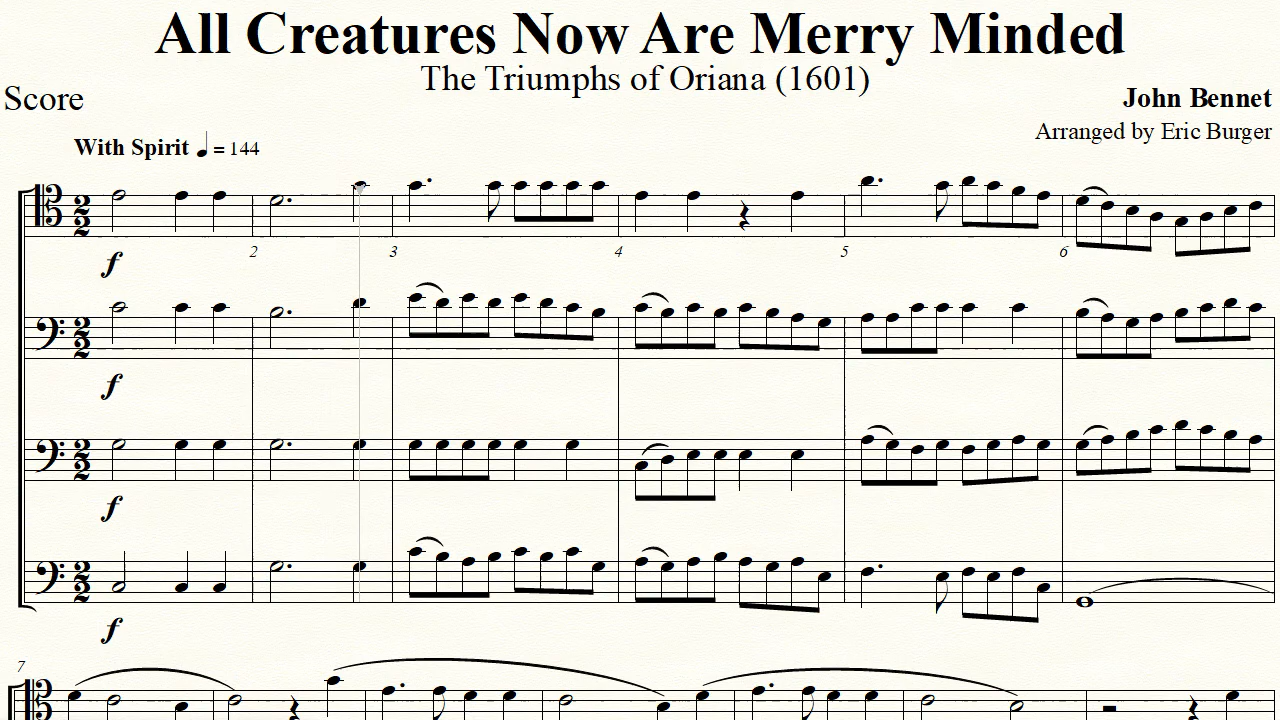 All Creatures Now Are Merry Minded
The Triumphs of Oriana (1601)
Score
John Bennet
Arranged by Eric Burger
With Spirit ♩ = 144
2 3 4 5 6
f
f
f
f
7